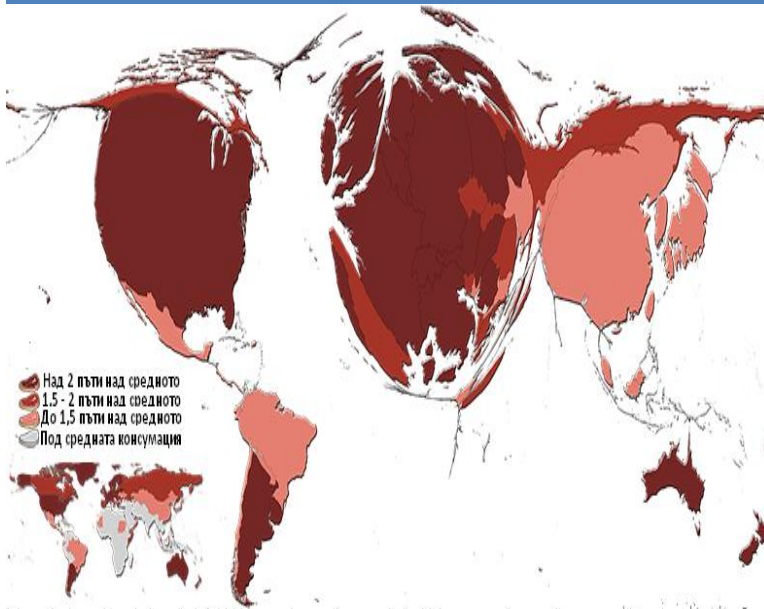 Над 2 пъти над средното
1.5 - 2 пъти над средното
До 1,5 пъти над средното
Под средната консумация